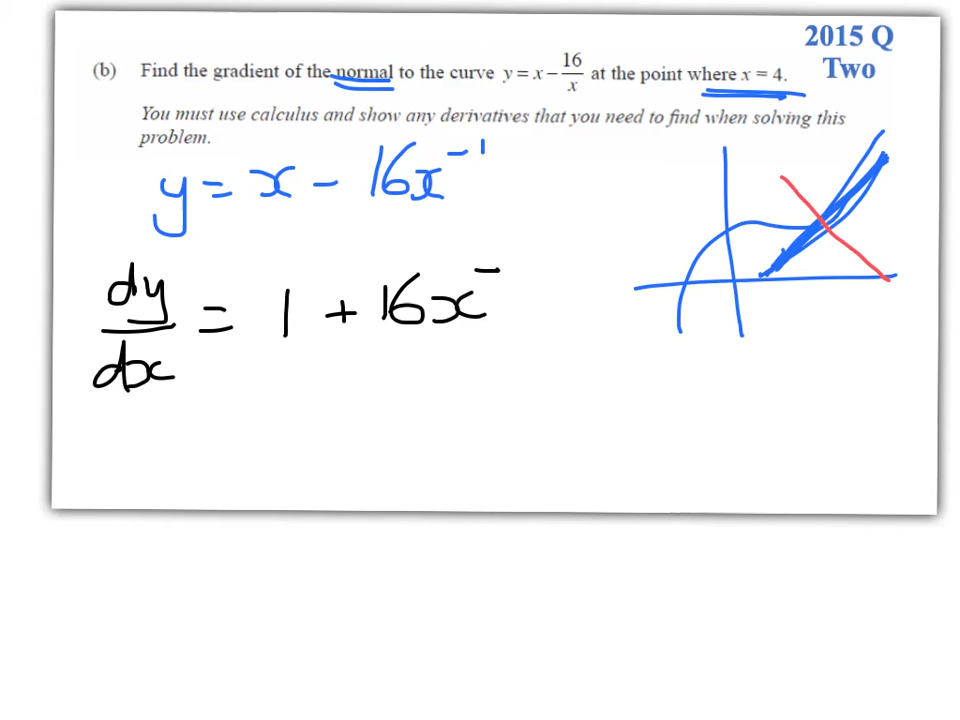 2015 Q
Two
(b) Find the gradient of the normal to the curve y = x − 16/x at the point where x = 4.
You must use calculus and show any derivatives that you need to find when solving this
problem.
y = x − 16x⁻¹
dy/dx = 1 + 16x⁻